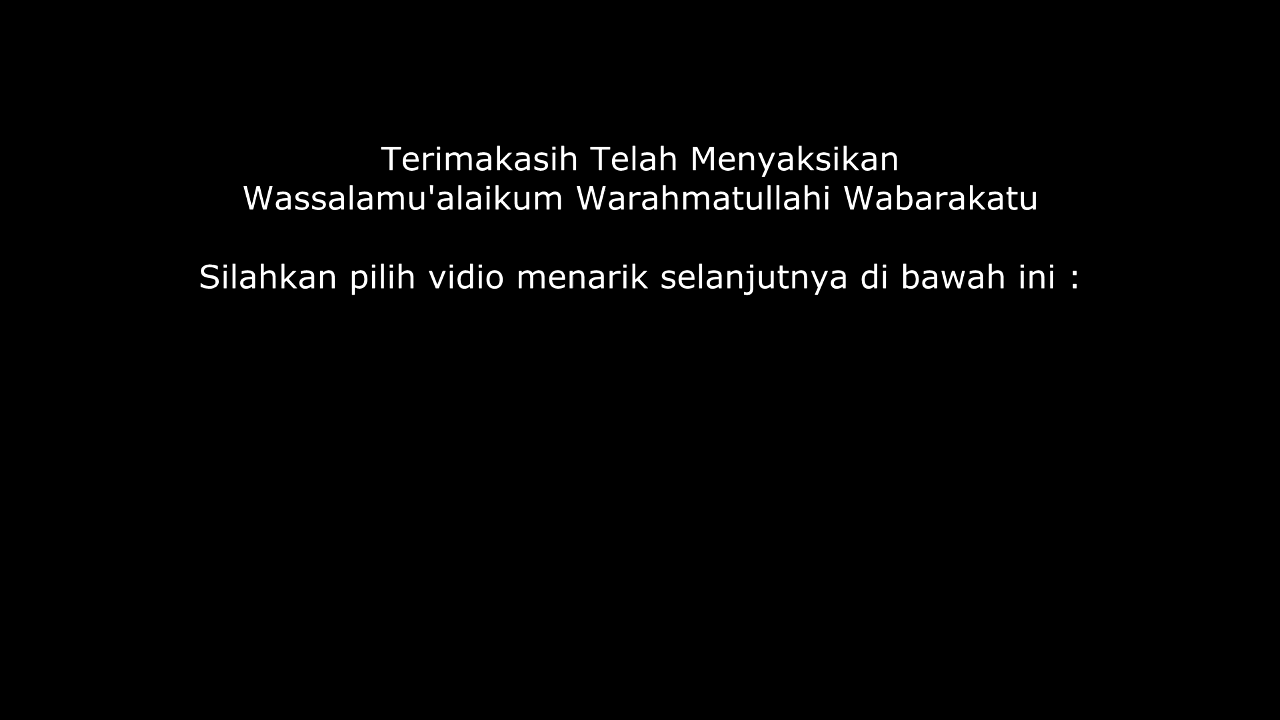 Terimakasih Telah Menyaksikan
Wassalamu'alaikum Warahmatullahi Wabarakatu
Silahkan pilih vidio menarik selanjutnya di bawah ini :